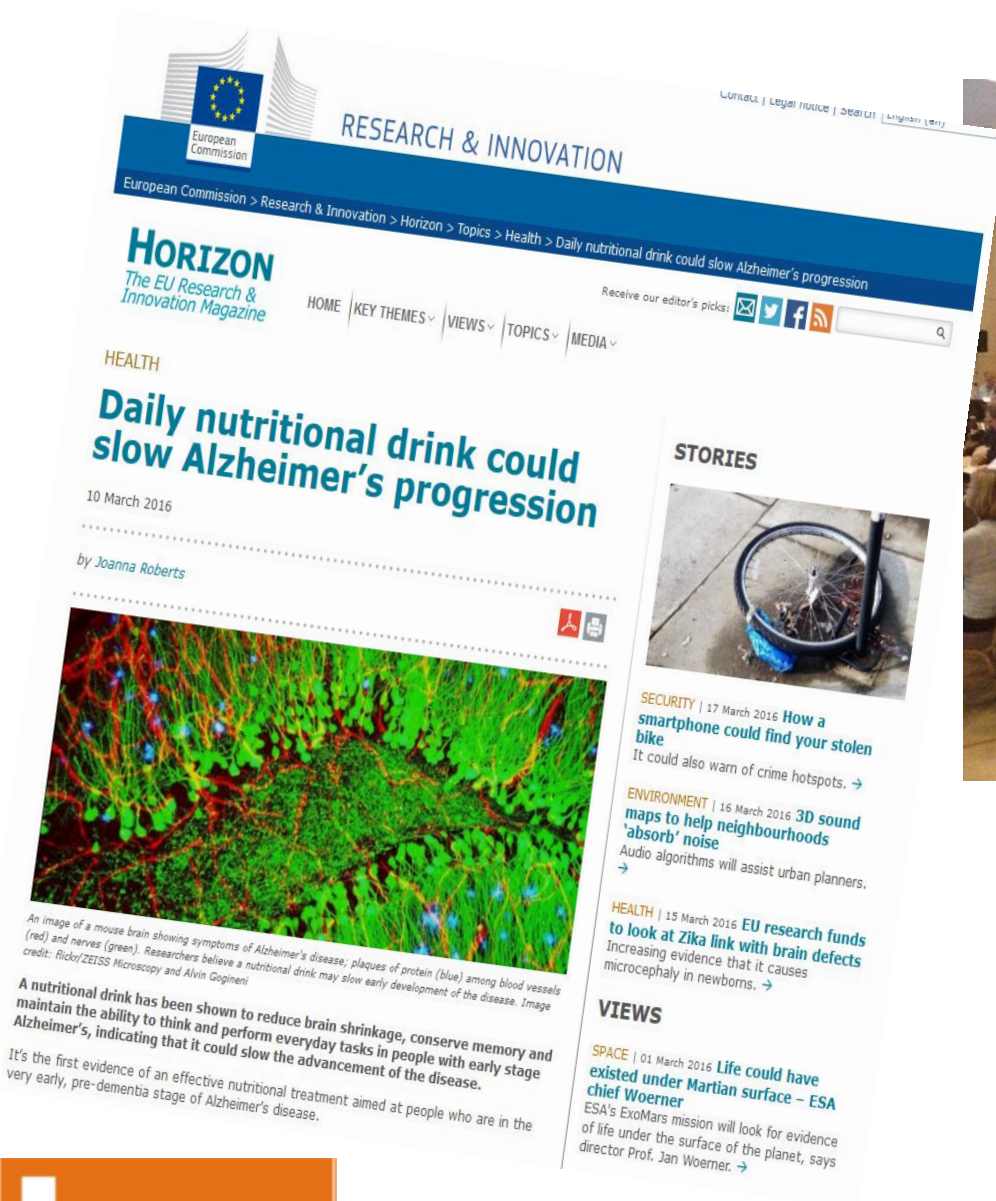 Contact | Legal notice | Search | English (en)
European
Commission
RESEARCH & INNOVATION
European Commission > Research & Innovation > Horizon > Topics > Health > Daily nutritional drink could slow Alzheimer's progression
HORIZON
The EU Research &
Innovation Magazine
Receive our editor's picks:
HOME
KEY THEMES
VIEWS
TOPICS
MEDIA
HEALTH
Daily nutritional drink could
slow Alzheimer's progression
10 March 2016
by Joanna Roberts
An image of a mouse brain showing symptoms of Alzheimer's disease; plaques of protein (blue) among blood vessels
(red) and nerves (green). Researchers believe a nutritional drink may slow early development of the disease. Image
credit: flickr/ZEISS Microscopy and Alvin Gogineni
A nutritional drink has been shown to reduce brain shrinkage, conserve memory and
maintain the ability to think and perform everyday tasks in people with early stage
Alzheimer's, indicating that it could slow the advancement of the disease.
It's the first evidence of an effective nutritional treatment aimed at people who are in the
very early, pre-dementia stage of Alzheimer's disease.
STORIES
SECURITY | 17 March 2016 How a
smartphone could find your stolen
bike
It could also warn of crime hotspots. →
ENVIRONMENT | 16 March 2016 3D sound
maps to help neighbourhoods
‘absorb’ noise
Audio algorithms will assist urban planners.
→
HEALTH | 15 March 2016 EU research funds
to look at Zika link with brain defects
Increasing evidence that it causes
microcephaly in newborns. →
VIEWS
SPACE | 01 March 2016 Life could have
existed under Martian surface – ESA
chief Woerner
ESA's ExoMars mission will look for evidence
of life under the surface of the planet, says
director Prof. Jan Woerner. →